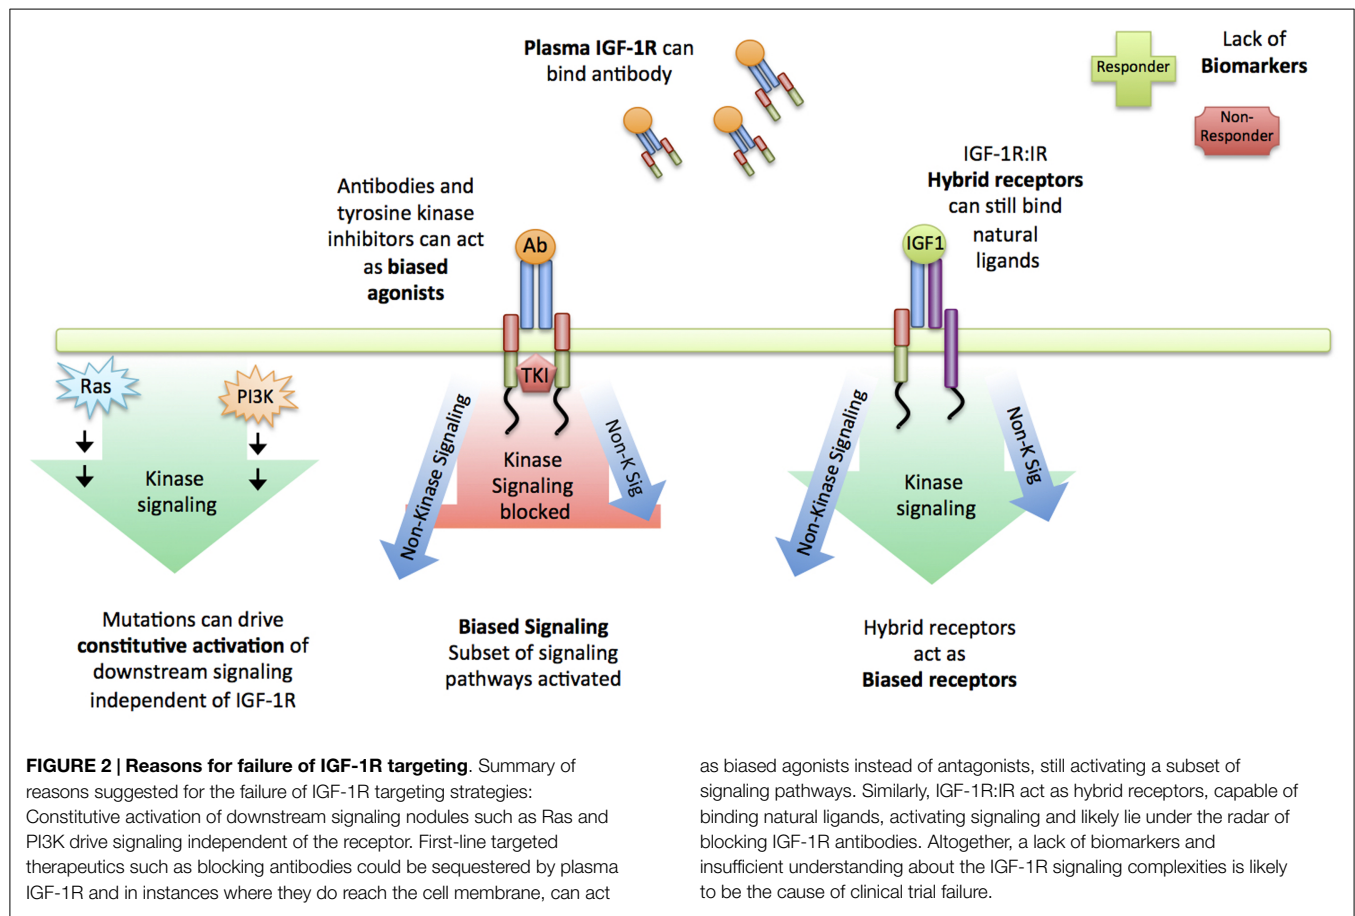 Plasma IGF-1R can
bind antibody
Responder
Lack of
Biomarkers
Non-
Responder
Antibodies and
tyrosine kinase
inhibitors can act
as biased
agonists
Ab
IGF-1R:IR
Hybrid receptors
can still bind
natural
ligands
IGF1
Ras
PI3K
Kinase
signaling
TKI
Non-Kinase Signaling
Kinase
Signaling
blocked
Non-K Sig
Non-Kinase Signaling
Kinase
signaling
Non-K Sig
Mutations can drive
constitutive activation of
downstream signaling
independent of IGF-1R
Biased Signaling
Subset of signaling
pathways activated
Hybrid receptors
act as
Biased receptors
FIGURE 2 | Reasons for failure of IGF-1R targeting. Summary of
reasons suggested for the failure of IGF-1R targeting strategies:
Constitutive activation of downstream signaling nodules such as Ras and
PI3K drive signaling independent of the receptor. First-line targeted
therapeutics such as blocking antibodies could be sequestered by plasma
IGF-1R and in instances where they do reach the cell membrane, can act
as biased agonists instead of antagonists, still activating a subset of
signaling pathways. Similarly, IGF-1R:IR act as hybrid receptors, capable of
binding natural ligands, activating signaling and likely lie under the radar of
blocking IGF-1R antibodies. Altogether, a lack of biomarkers and
insufficient understanding about the IGF-1R signaling complexities is likely
to be the cause of clinical trial failure.